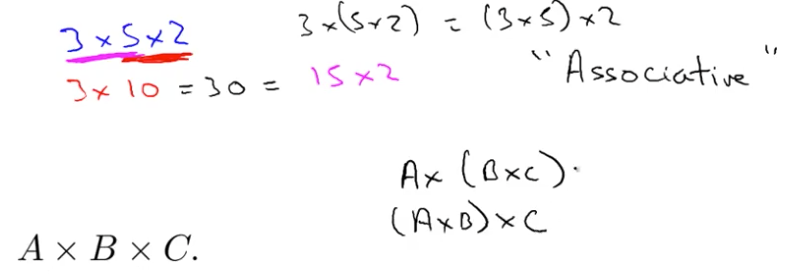 3 × 5 × 2
3 × (5 × 2) = (3 × 5) × 2
3 × 10 = 30 = 15 × 2
"Associative"
A × (B × C).
(A × B) × C
A × B × C.